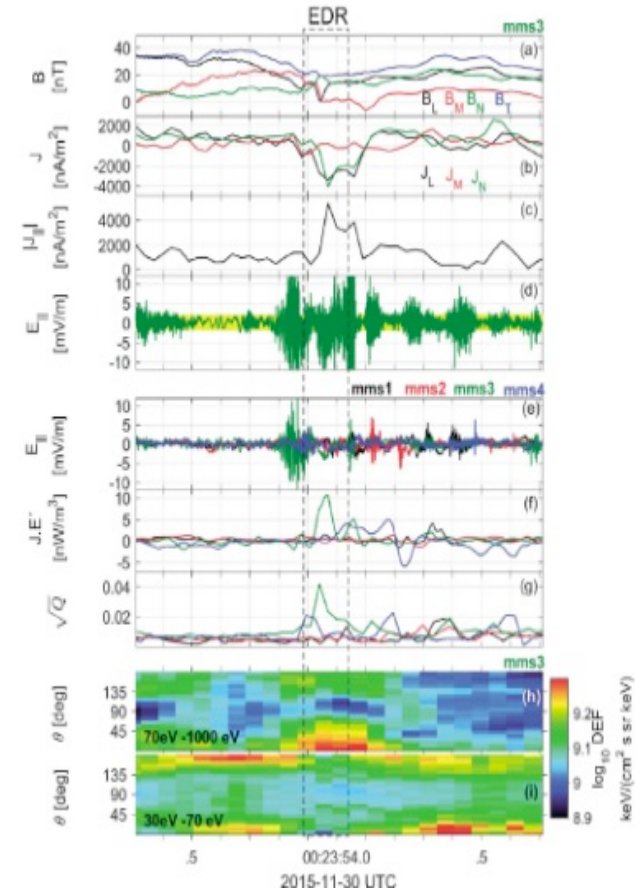 EDR
mms3
(a)
40
20
0
B
[nT]
B_L B_M B_N B_T
2000
0
-2000
-4000
J
[nA/m²]
(b)
J_L J_M J_N
(c)
4000
2000
0
|J_||| 
[nA/m²]
(d)
10
5
0
-5
-10
E_||
[mV/m]
mms1 mms2 mms3 mms4
(e)
10
5
0
-5
-10
E_||
[mV/m]
(f)
10
5
0
-5
J.E'
[nW/m³]
(g)
0.04
0.02
√Q
mms3
(h)
135
90
45
θ [deg]
70eV -1000 eV
(i)
135
90
45
θ [deg]
30eV -70 eV
9.2
9.1
9
8.9
log₁₀ DEF
keV/(cm² s sr keV)
.5 00:23:54.0 .5
2015-11-30 UTC